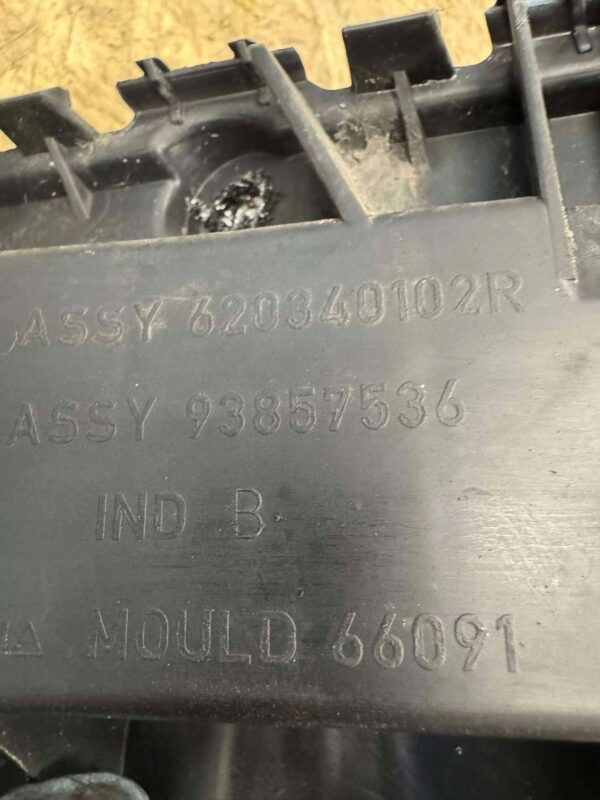 ASSY 620340102R
ASSY 93857536
IND B
MOULD 66091